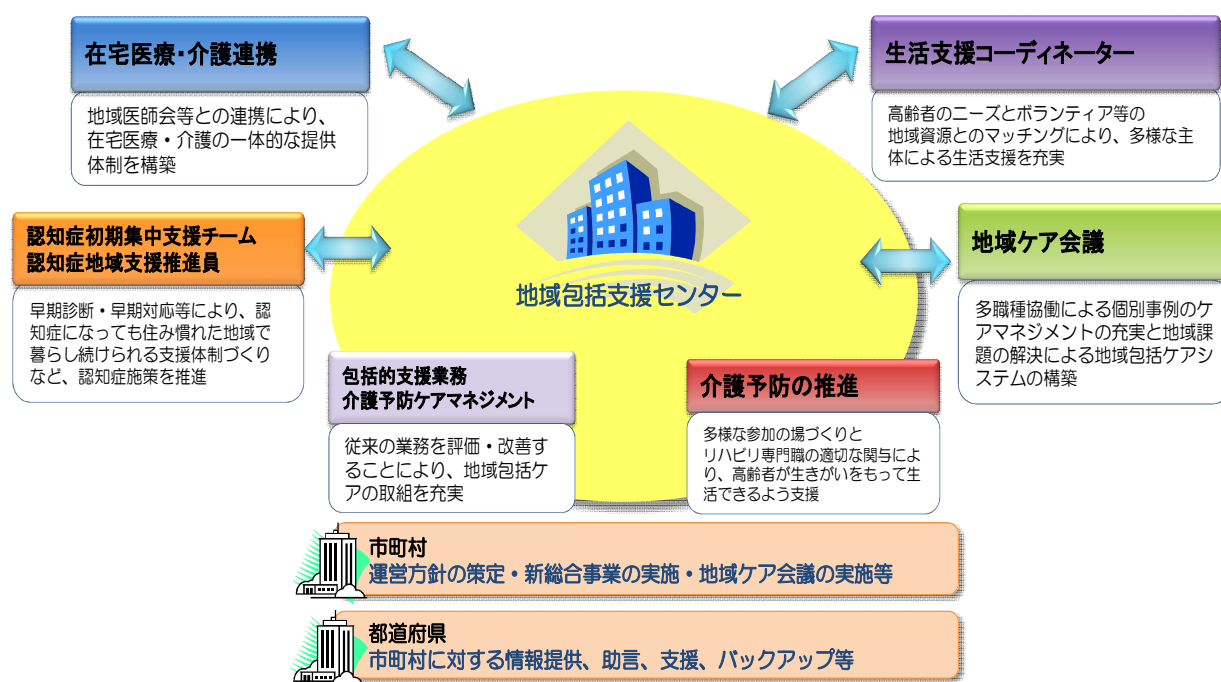 在宅医療・介護連携
地域医師会等との連携により、
在宅医療・介護の一体的な提供
体制を構築
生活支援コーディネーター
高齢者のニーズとボランティア等の
地域資源とのマッチングにより、多様な主
体による生活支援を充実
認知症初期集中支援チーム
認知症地域支援推進員
早期診断・早期対応等により、認
知症になっても住み慣れた地域で
暮らし続けられる支援体制づくり
など、認知症施策を推進
地域包括支援センター
地域ケア会議
多職種協働による個別事例のケ
アマネジメントの充実と地域課
題の解決による地域包括ケアシ
ステムの構築
包括的支援業務
介護予防ケアマネジメント
従来の業務を評価・改善す
ることにより、地域包括ケ
アの取組を充実
介護予防の推進
多様な参加の場づくりと
リハビリ専門職の適切な関与によ
り、高齢者が生きがいをもって生
活できるよう支援
市町村
運営方針の策定・新総合事業の実施・地域ケア会議の実施等
都道府県
市町村に対する情報提供、助言、支援、バックアップ等